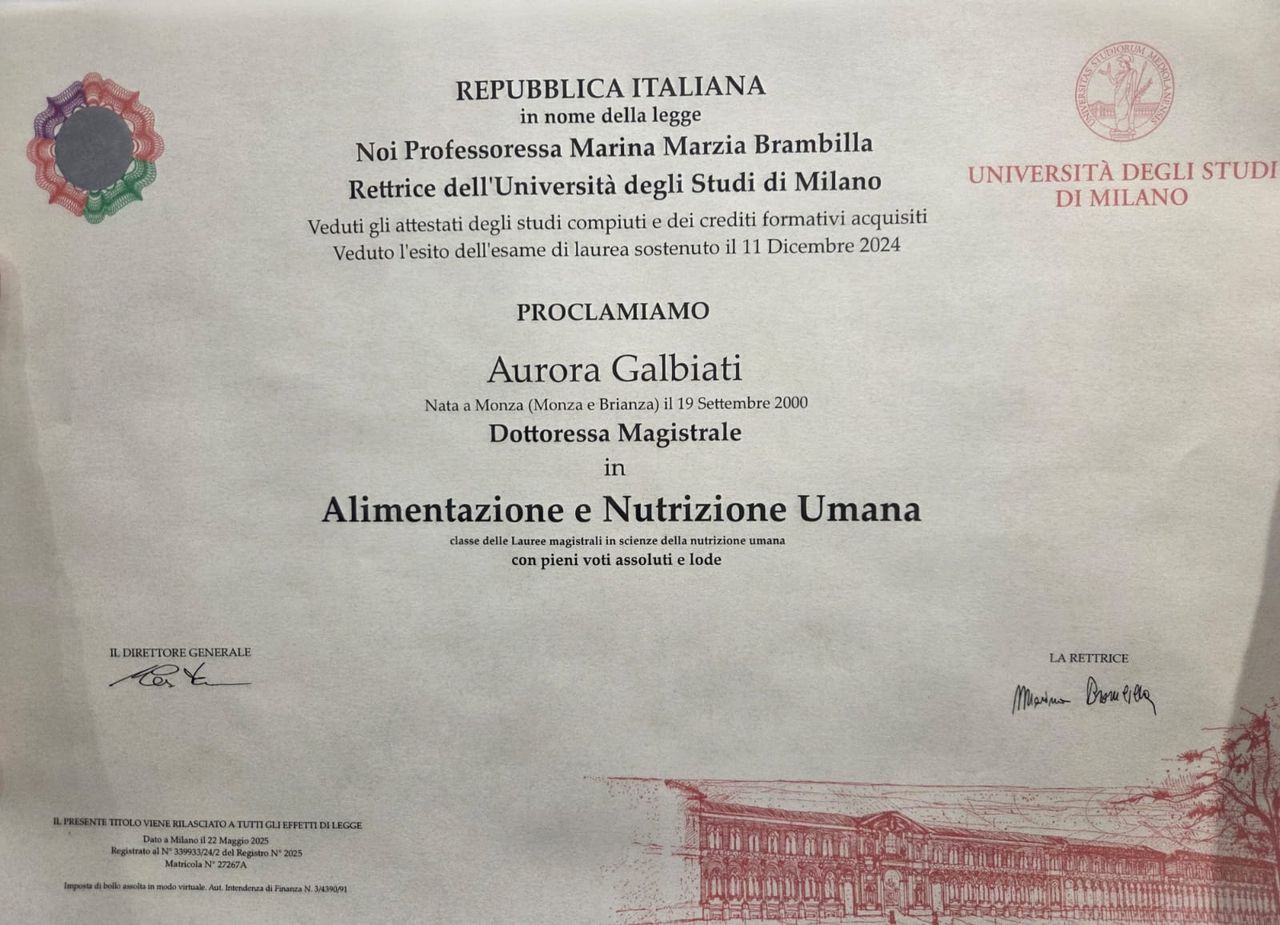 REPUBBLICA ITALIANA
in nome della legge
Noi Professoressa Marina Marzia Brambilla
Rettrice dell'Università degli Studi di Milano
Veduti gli attestati degli studi compiuti e dei crediti formativi acquisiti
Veduto l'esito dell'esame di laurea sostenuto il 11 Dicembre 2024
UNIVERSITAS STUDIORUM MEDIOLANENSIS
UNIVERSITÀ DEGLI STUDI
DI MILANO
PROCLAMIAMO
Aurora Galbiati
Nata a Monza (Monza e Brianza) il 19 Settembre 2000
Dottoressa Magistrale
in
Alimentazione e Nutrizione Umana
classe delle Lauree magistrali in scienze della nutrizione umana
con pieni voti assoluti e lode
IL DIRETTORE GENERALE
LA RETTRICE
Marina Brambilla
IL PRESENTE TITOLO VIENE RILASCIATO A TUTTI GLI EFFETTI DI LEGGE
Dato a Milano il 22 Maggio 2025
Registrato al N° 339933/24/2 del Registro N° 2025
Matricola N° 27267A
Imposta di bollo assolta in modo virtuale. Aut. Intendenza di Finanza N. 3/4390/91